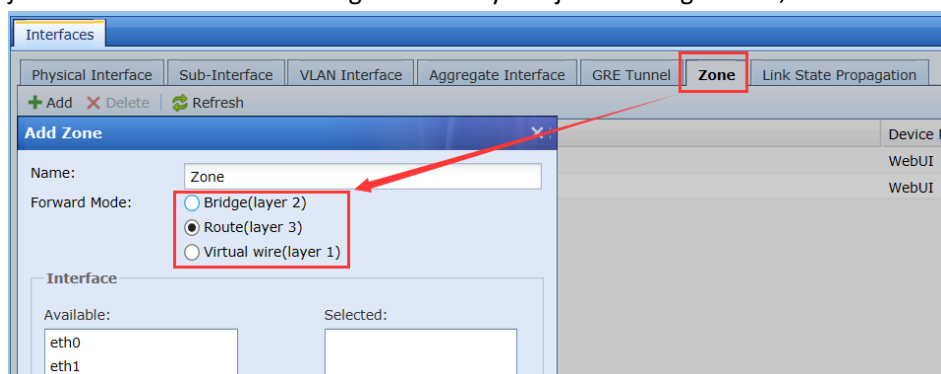 Interfaces
Physical Interface Sub-Interface VLAN Interface Aggregate Interface GRE Tunnel Zone Link State Propagation
Add Delete Refresh
Add Zone Device
Name: Zone WebUI
Forward Mode: Bridge(layer 2) WebUI
Route(layer 3)
Virtual wire(layer 1)
Interface
Available: Selected:
eth0
eth1